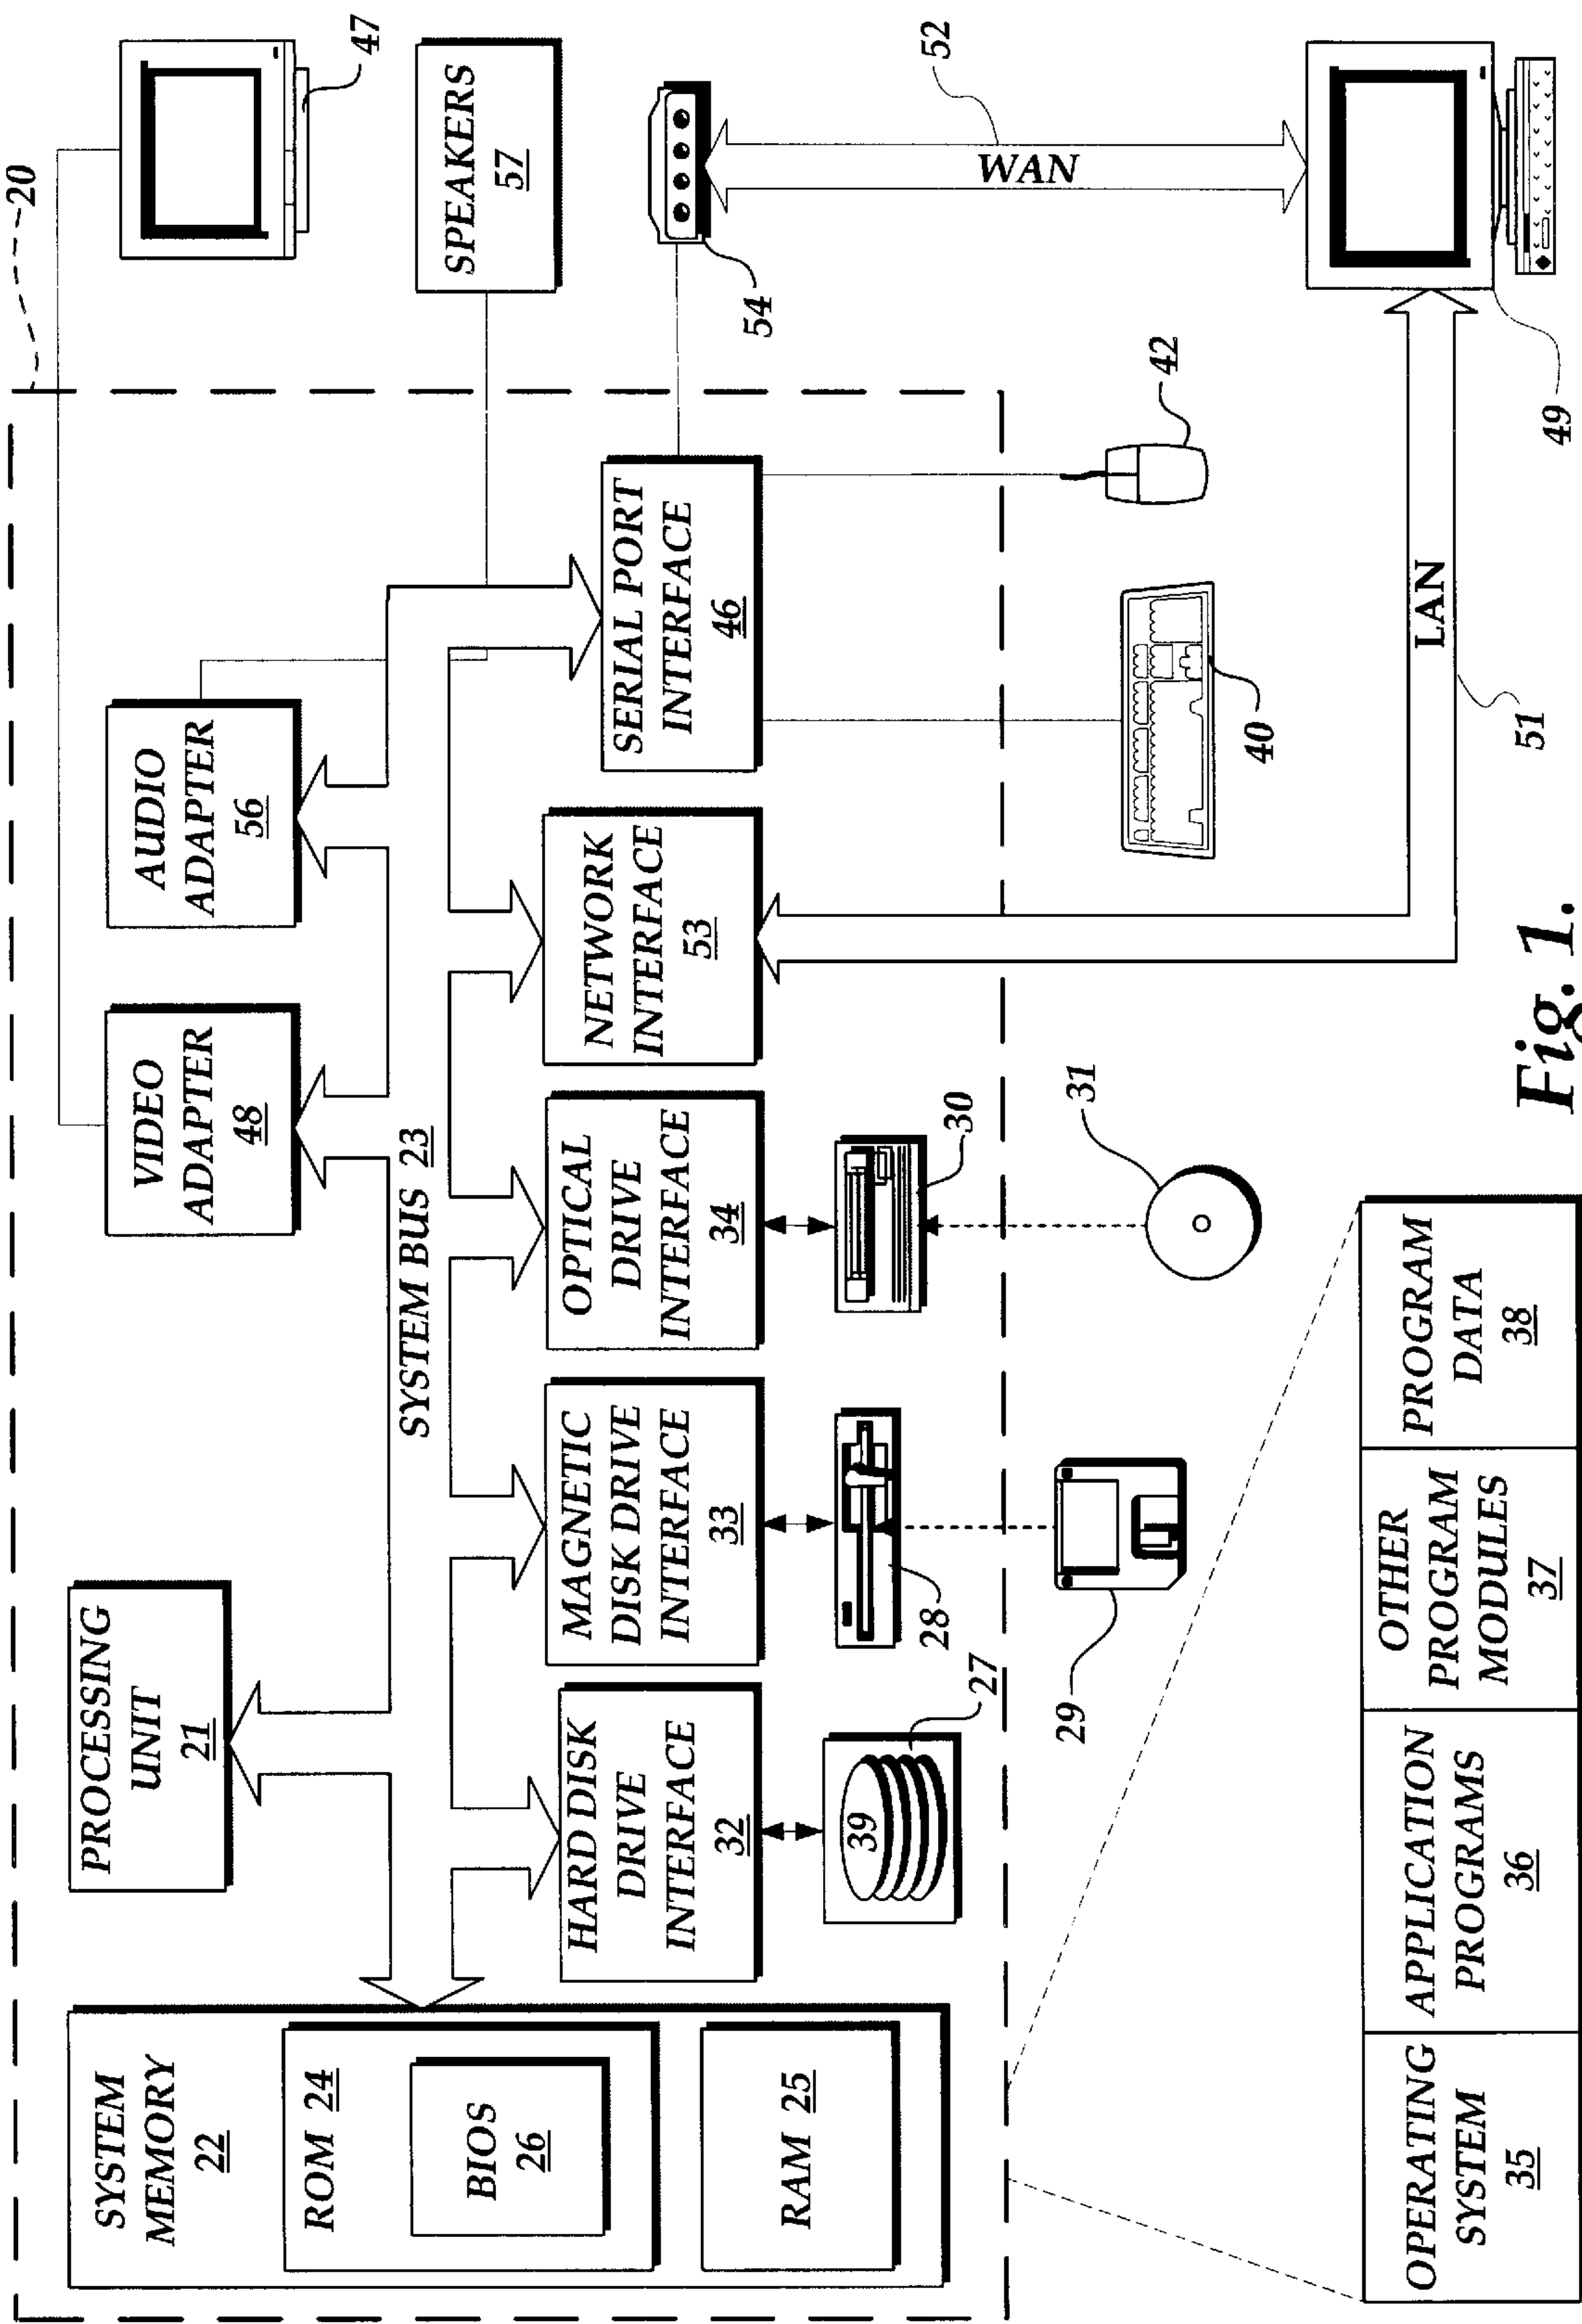 20
SYSTEM
MEMORY
22
ROM 24
BIOS
26
RAM 25
PROCESSING
UNIT
21
VIDEO
ADAPTER
48
AUDIO
ADAPTER
56
47
SPEAKERS
57
SYSTEM BUS 23
HARD DISK
DRIVE
INTERFACE
32
MAGNETIC
DISK DRIVE
INTERFACE
33
OPTICAL
DRIVE
INTERFACE
34
NETWORK
INTERFACE
53
SERIAL PORT
INTERFACE
46
54
52
WAN
39
27
28
30
29
31
40
42
LAN
51
49
OPERATING
SYSTEM
35
APPLICATION
PROGRAMS
36
OTHER
PROGRAM
MODULES
37
PROGRAM
DATA
38
Fig. 1.